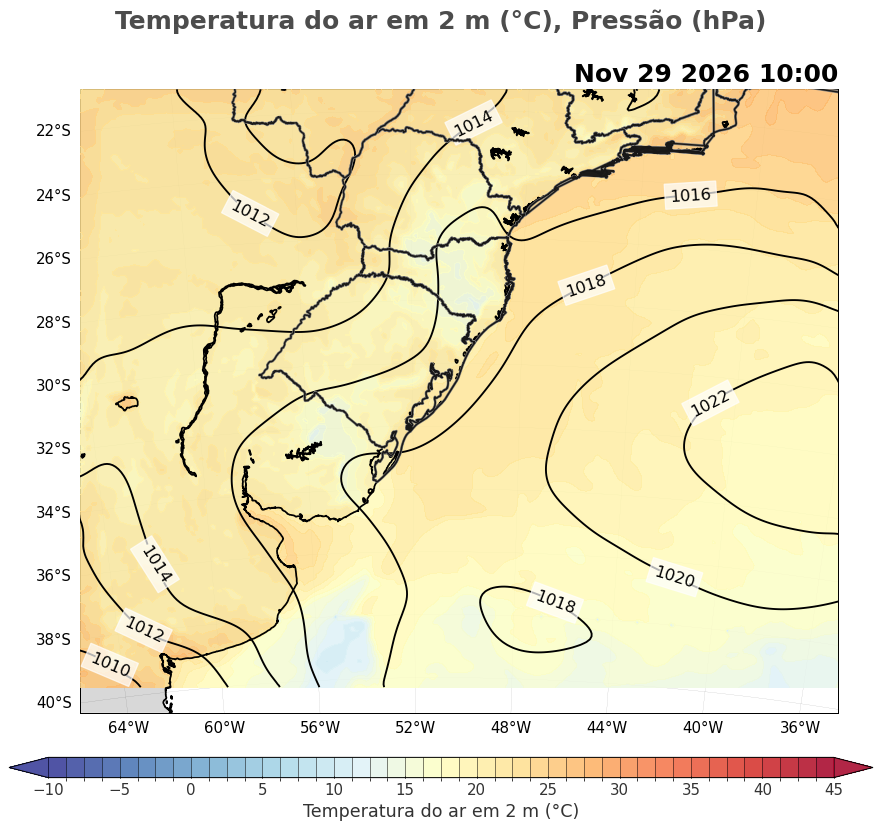 Temperatura do ar em 2 m (°C), Pressão (hPa)
Nov 29 2026 10:00
22°S
24°S
26°S
28°S
30°S
32°S
34°S
36°S
38°S
40°S
1014
1012
1016
1018
1022
1014
1020
1018
1012
1010
64°W 60°W 56°W 52°W 48°W 44°W 40°W 36°W
−10 −5 0 5 10 15 20 25 30 35 40 45
Temperatura do ar em 2 m (°C)